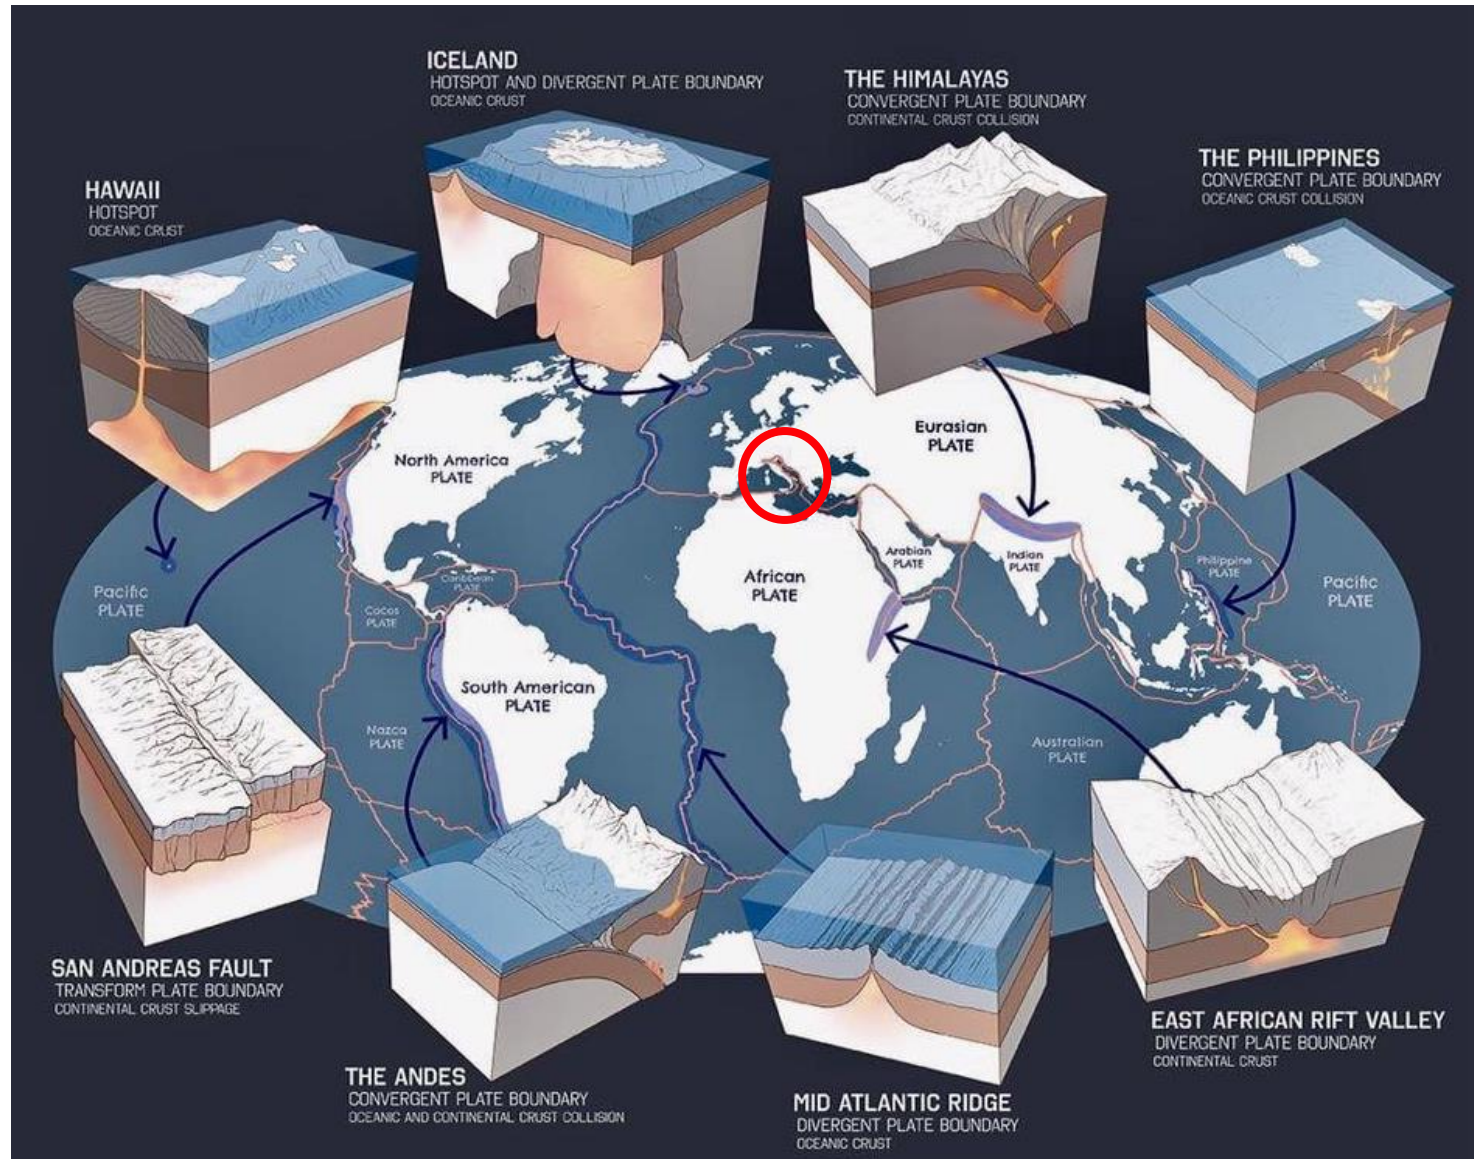 ICELAND
HOTSPOT AND DIVERGENT PLATE BOUNDARY
OCEANIC CRUST
THE HIMALAYAS
CONVERGENT PLATE BOUNDARY
CONTINENTAL CRUST COLLISION
THE PHILIPPINES
CONVERGENT PLATE BOUNDARY
OCEANIC CRUST COLLISION
HAWAII
HOTSPOT
OCEANIC CRUST
Eurasian
PLATE
North America
PLATE
Arabian
PLATE
Indian
PLATE
Philippine
PLATE
African
PLATE
Caribbean
PLATE
Pacific
PLATE
Pacific
PLATE
Cocos
PLATE
South American
PLATE
Nazca
PLATE
Australian
PLATE
SAN ANDREAS FAULT
TRANSFORM PLATE BOUNDARY
CONTINENTAL CRUST SLIPPAGE
EAST AFRICAN RIFT VALLEY
DIVERGENT PLATE BOUNDARY
CONTINENTAL CRUST
THE ANDES
CONVERGENT PLATE BOUNDARY
OCEANIC AND CONTINENTAL CRUST COLLISION
MID ATLANTIC RIDGE
DIVERGENT PLATE BOUNDARY
OCEANIC CRUST